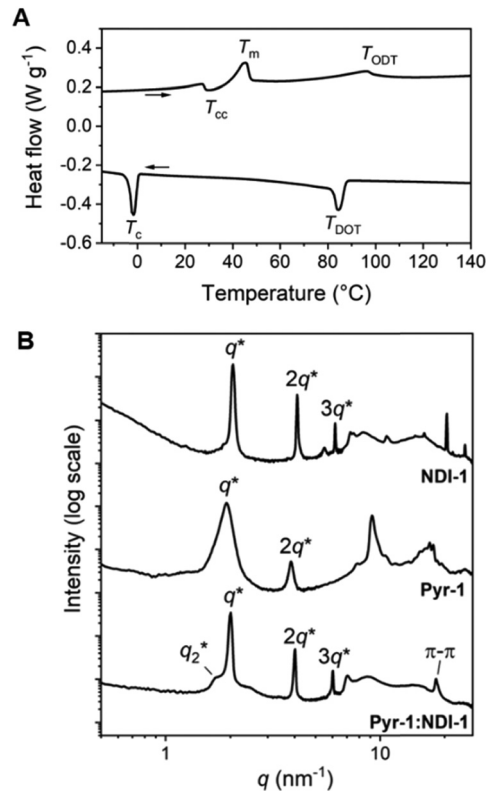 A
0.4
0.2
0.0
-0.2
-0.4
-0.6
Heat flow (W g⁻¹)
Tm
TODT
Tcc
Tc
TDOT
0 20 40 60 80 100 120 140
Temperature (°C)
B
Intensity (log scale)
q*
2q*
3q*
NDI-1
q*
2q*
Pyr-1
q*
q2*
2q*
3q*
π-π
Pyr-1:NDI-1
1 10
q (nm⁻¹)